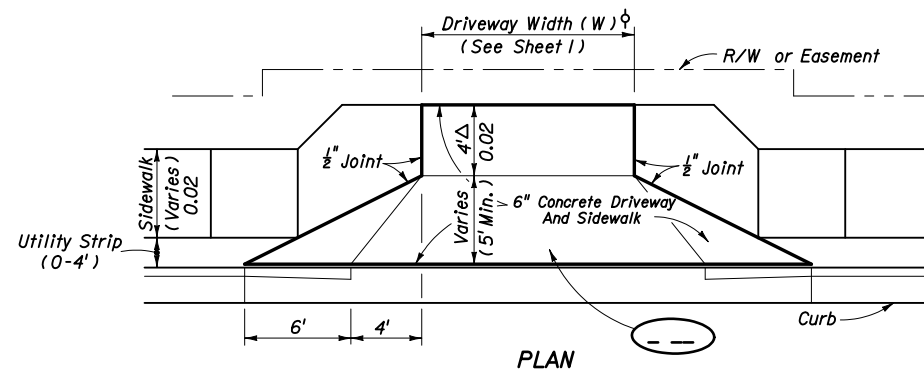 Driveway Width (W) ϕ
(See Sheet 1)
R/W or Easement
4'Δ
0.02
1/2" Joint
1/2" Joint
Sidewalk
(Varies)
0.02
Varies
(5' Min.)
6" Concrete Driveway
And Sidewalk
Utility Strip
(0-4')
6'
4'
Curb
PLAN